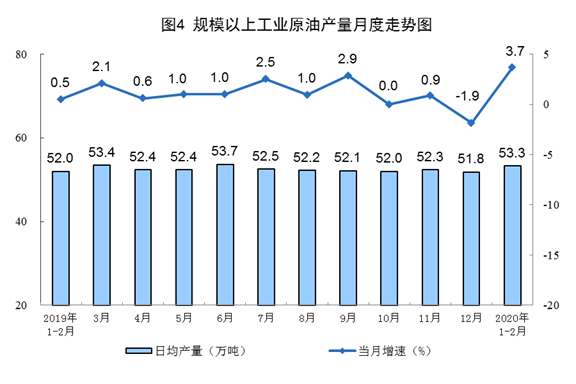 图4 规模以上工业原油产量月度走势图
80
60
40
20
5
0
-5
-10
-15
-20
0.5
2.1
0.6
1.0
1.0
2.5
1.0
2.9
0.0
0.9
-1.9
3.7
52.0
53.4
52.4
52.4
53.7
52.5
52.2
52.1
52.0
52.3
51.8
53.3
2019年
1-2月
3月
4月
5月
6月
7月
8月
9月
10月
11月
12月
2020年
1-2月
日均产量（万吨）
当月增速（%）